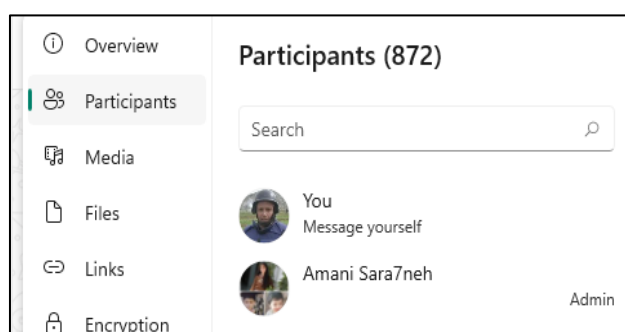 Overview
Participants
Media
Files
Links
Encryption
Participants (872)
Search
You
Message yourself
Amani Sara7neh
Admin